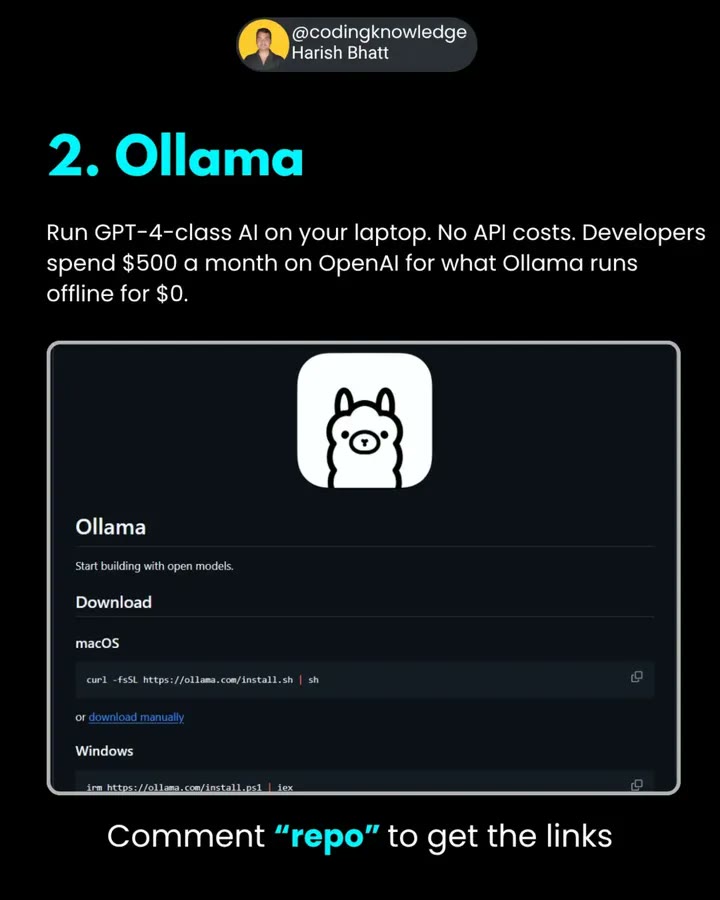 @codingknowledge
Harish Bhatt
2. Ollama
Run GPT-4-class AI on your laptop. No API costs. Developers
spend $500 a month on OpenAI for what Ollama runs
offline for $0.
Ollama
Start building with open models.
Download
macOS
curl -fsSL https://ollama.com/install.sh | sh
or download manually
Windows
irm https://ollama.com/install.ps1 | iex
Comment “repo” to get the links